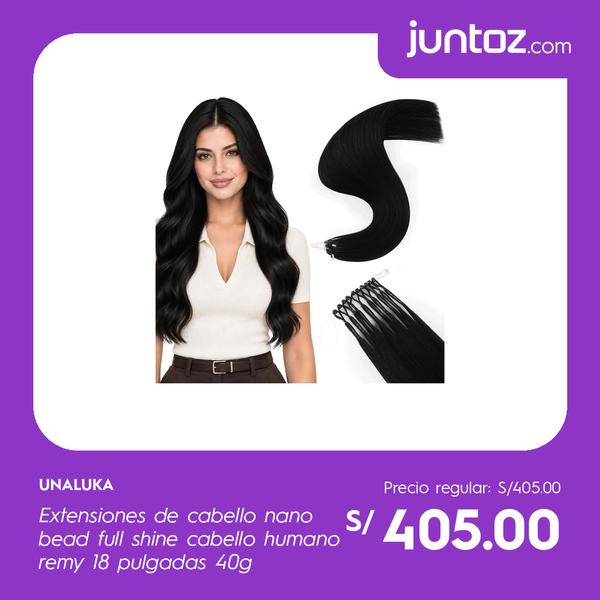 juntoz.com
UNALUKA
Extensiones de cabello nano
bead full shine cabello humano
remy 18 pulgadas 40g
Precio regular: S/405.00
S/ 405.00